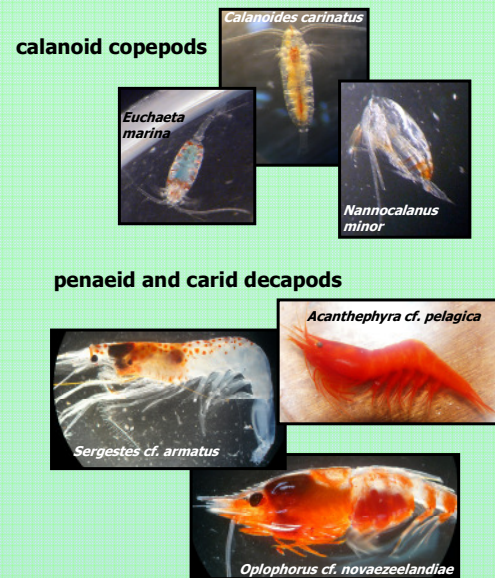 calanoid copepods
Calanoides carinatus
Euchaeta
marina
Nannocalanus
minor
penaeid and carid decapods
Acanthephyra cf. pelagica
Sergestes cf. armatus
Oplophorus cf. novaezeelandiae